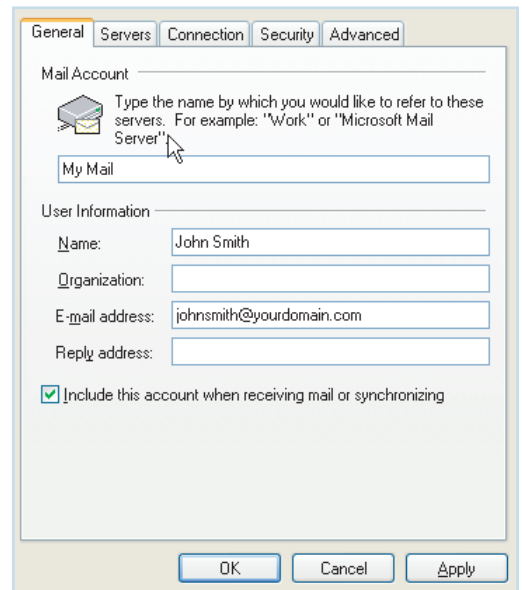 General Servers Connection Security Advanced
Mail Account
Type the name by which you would like to refer to these
servers. For example: "Work" or "Microsoft Mail
Server".
My Mail
User Information
Name: John Smith
Organization:
E-mail address: johnsmith@yourdomain.com
Reply address:
Include this account when receiving mail or synchronizing
OK Cancel Apply